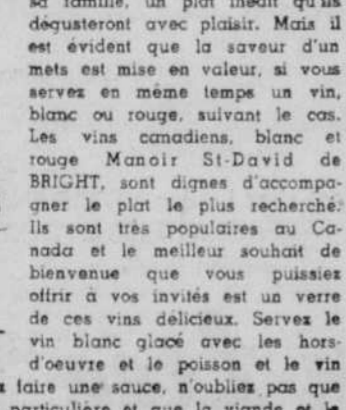 sa famille, un plat inédit qu'ils
dégusteront avec plaisir. Mais il
est évident que la saveur d'un
mets est mise en valeur, si vous
servez en même temps un vin,
blanc ou rouge, suivant le cas.
Les vins canadiens, blanc et
rouge Manoir St-David de
BRIGHT, sont dignes d'accompa-
gner le plat le plus recherché.
Ils sont très populaires au Ca-
nada et le meilleur souhait de
bienvenue que vous puissiez
offrir à vos invités est un verre
de ces vins délicieux. Servez le
vin blanc glacé avec les hors-
d'oeuvre et le poisson et le vin
faire une sauce, n'oubliez pas que
particulière et que la viande et le